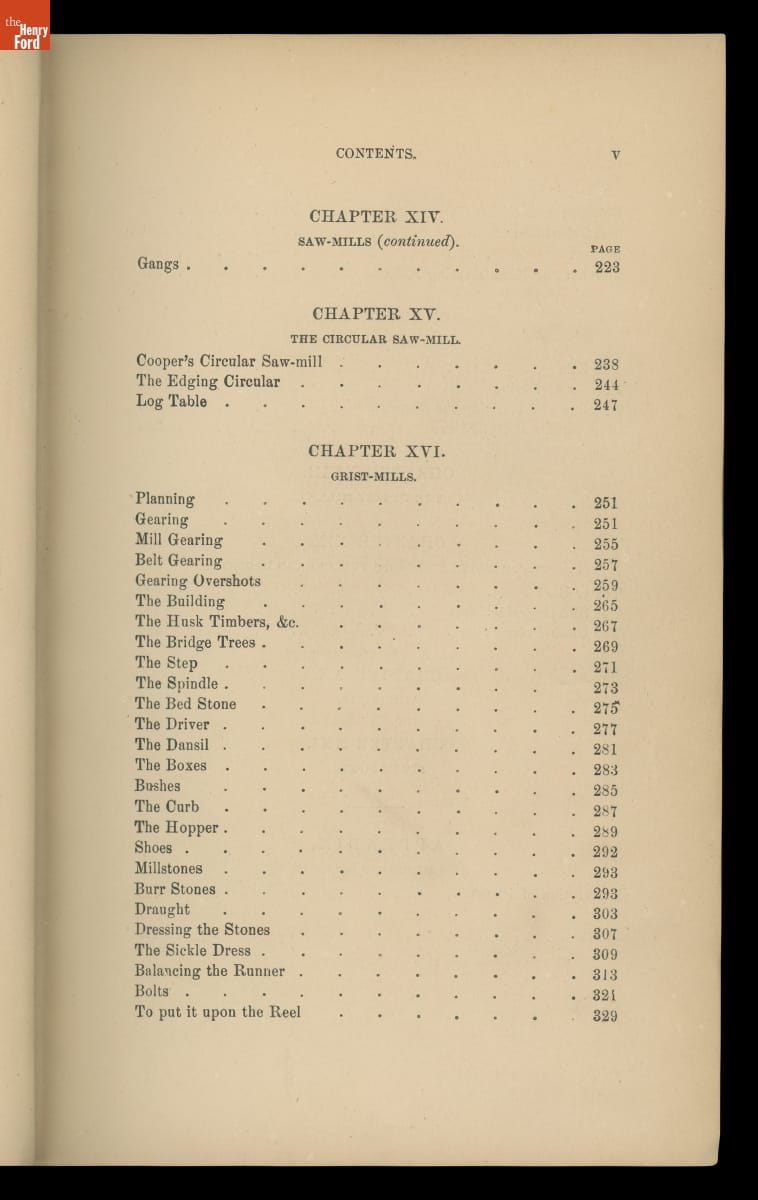 the
Henry
Ford
CONTENTS. V
CHAPTER XIV.
SAW-MILLS (continued).
PAGE
Gangs . . . . . . . . . . . 223
CHAPTER XV.
THE CIRCULAR SAW-MILL.
Cooper's Circular Saw-mill . . . . . . . 238
The Edging Circular . . . . . . . . 244
Log Table . . . . . . . . . . 247
CHAPTER XVI.
GRIST-MILLS.
Planning . . . . . . . . . . 251
Gearing . . . . . . . . . . 251
Mill Gearing . . . . . . . . . 255
Belt Gearing . . . . . . . . 257
Gearing Overshots . . . . . . . . 259
The Building . . . . . . . . . 265
The Husk Timbers, &c. . . . . . . . 267
The Bridge Trees . . . . . . . . . 269
The Step . . . . . . . . . . 271
The Spindle . . . . . . . . . 273
The Bed Stone . . . . . . . . . 275
The Driver . . . . . . . . . . 277
The Dansil . . . . . . . . . . 281
The Boxes . . . . . . . . . . 283
Bushes . . . . . . . . . . 285
The Curb . . . . . . . . . . 287
The Hopper . . . . . . . . . . 289
Shoes . . . . . . . . . . . 292
Millstones . . . . . . . . . . 293
Burr Stones . . . . . . . . . . 293
Draught . . . . . . . . . . 303
Dressing the Stones . . . . . . . . 307
The Sickle Dress . . . . . . . . . 309
Balancing the Runner . . . . . . . . 313
Bolts . . . . . . . . . . . 321
To put it upon the Reel . . . . . . . 329